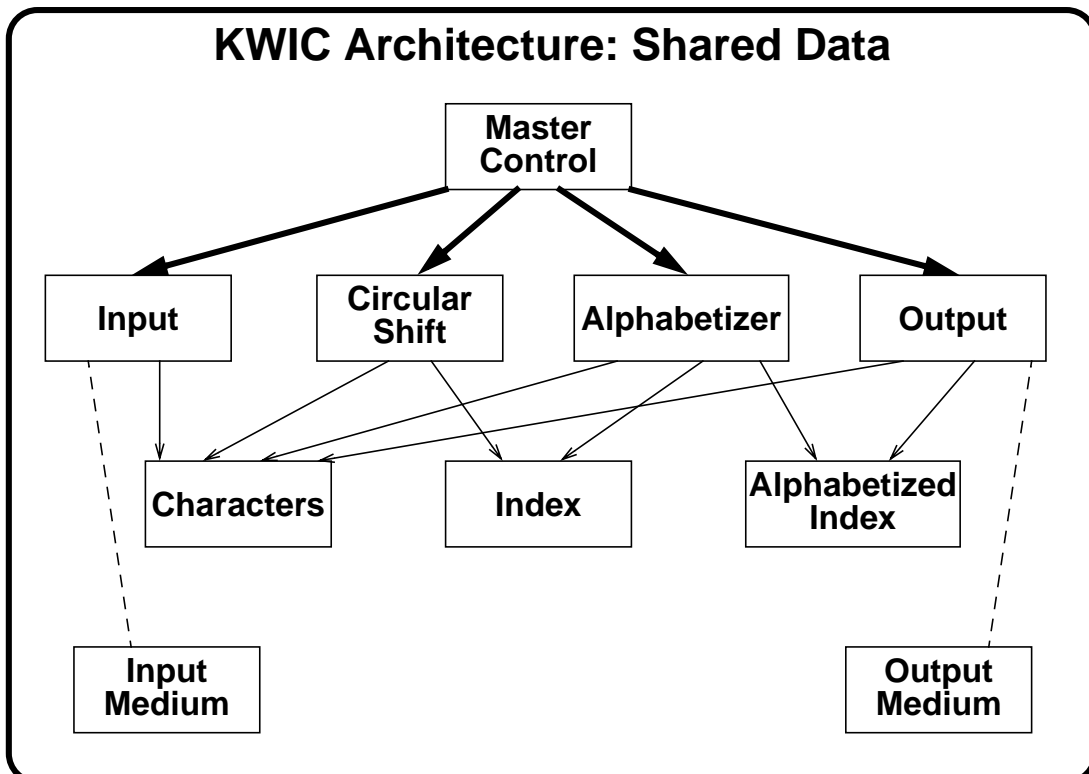 KWIC Architecture: Shared Data
Master
Control
Input
Circular
Shift
Alphabetizer
Output
Characters
Index
Alphabetized
Index
Input
Medium
Output
Medium